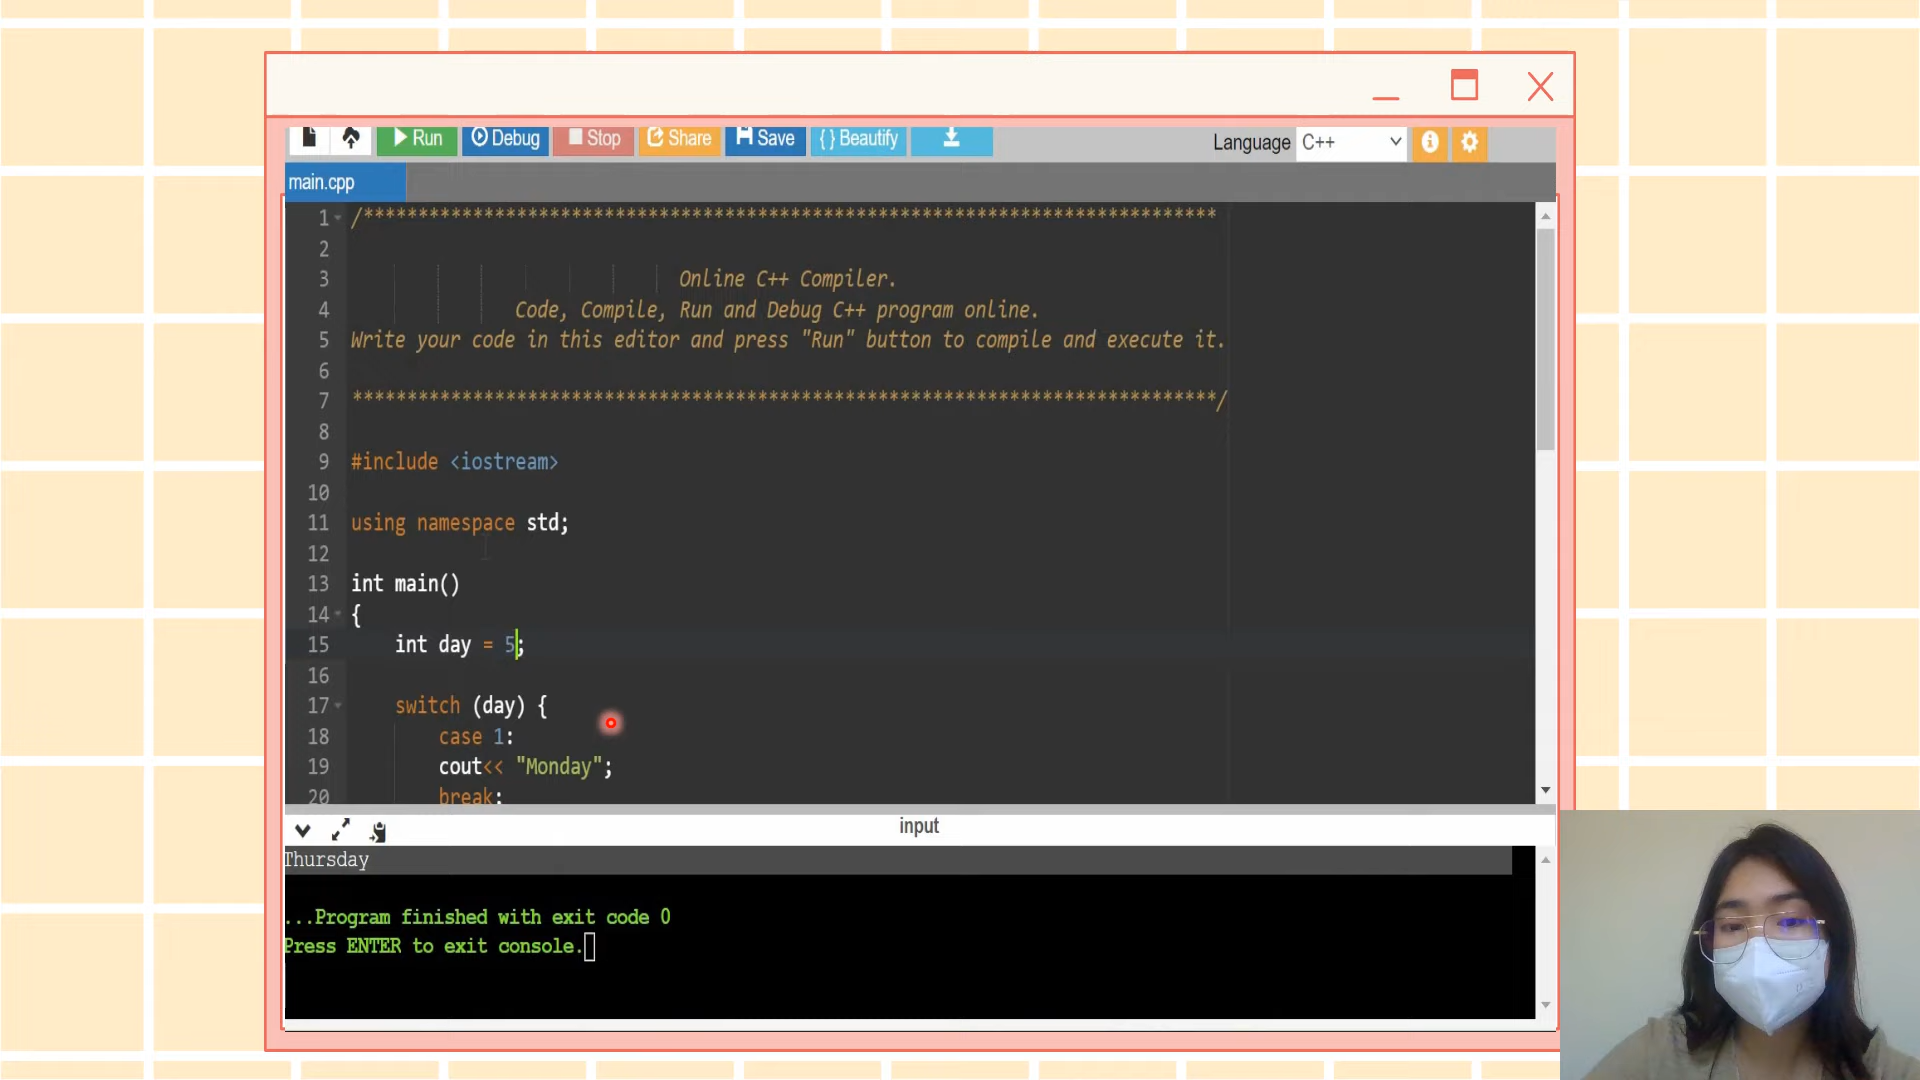 Run Debug Stop Share Save { } Beautify Language C++
main.cpp
1 /******************************************************************************
2
3 Online C++ Compiler.
4 Code, Compile, Run and Debug C++ program online.
5 Write your code in this editor and press "Run" button to compile and execute it.
6
7 *******************************************************************************/
8
9 #include <iostream>
10
11 using namespace std;
12
13 int main()
14 {
15 int day = 5;
16
17 switch (day) {
18 case 1:
19 cout<< "Monday";
20 break;
input
Thursday
...Program finished with exit code 0
Press ENTER to exit console.